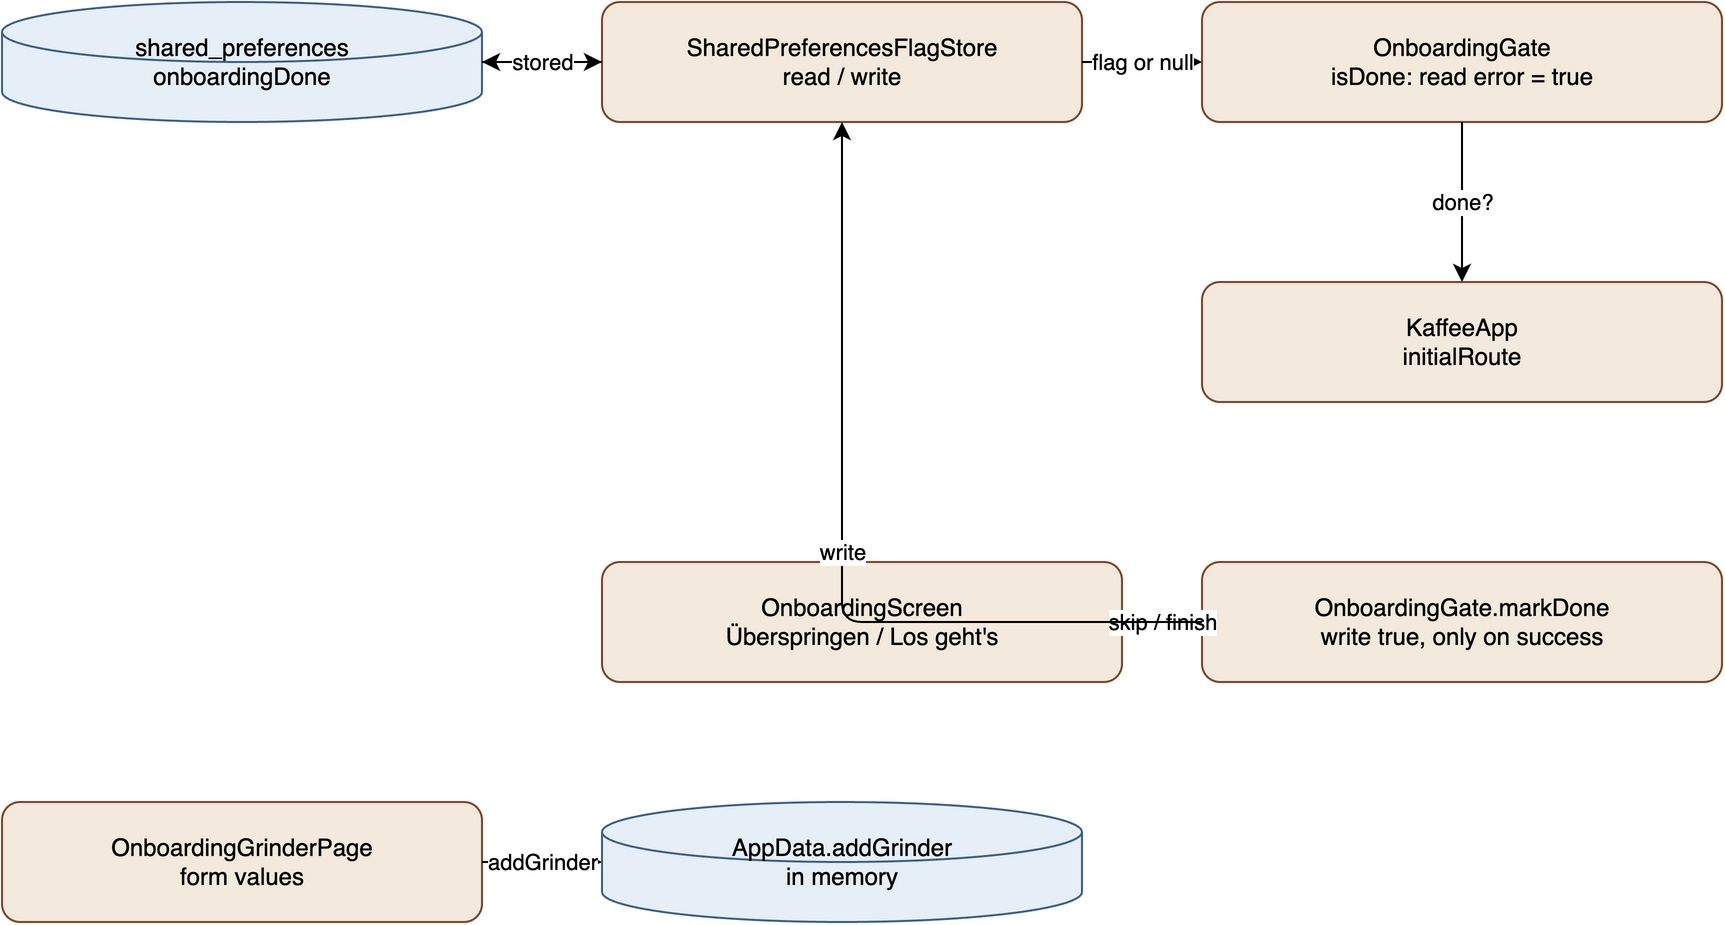 shared_preferences
onboardingDone
stored
SharedPreferencesFlagStore
read / write
flag or null
OnboardingGate
isDone: read error = true
done?
KaffeeApp
initialRoute
write
OnboardingScreen
Überspringen / Los geht's
skip / finish
OnboardingGate.markDone
write true, only on success
OnboardingGrinderPage
form values
addGrinder
AppData.addGrinder
in memory